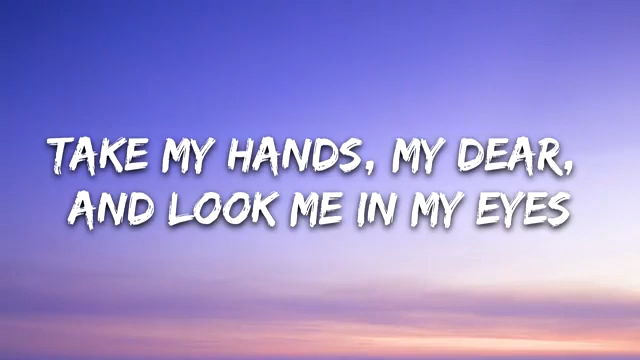 TAKE MY HANDS, MY DEAR,
AND LOOK ME IN MY EYES